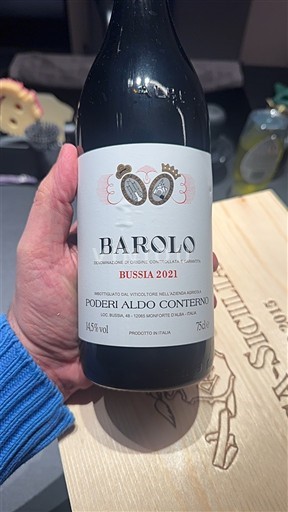 BAROLO
DENOMINAZIONE DI ORIGINE CONTROLLATA E GARANTITA
BUSSIA 2021
IMBOTTIGLIATO DAL VITICOLTORE NELL'AZIENDA AGRICOLA
PODERI ALDO CONTERNO
LOC. BUSSIA, 48 - 12065 MONFORTE D'ALBA - ITALIA
14,5% vol
75cl e
PRODOTTO IN ITALIA
2015